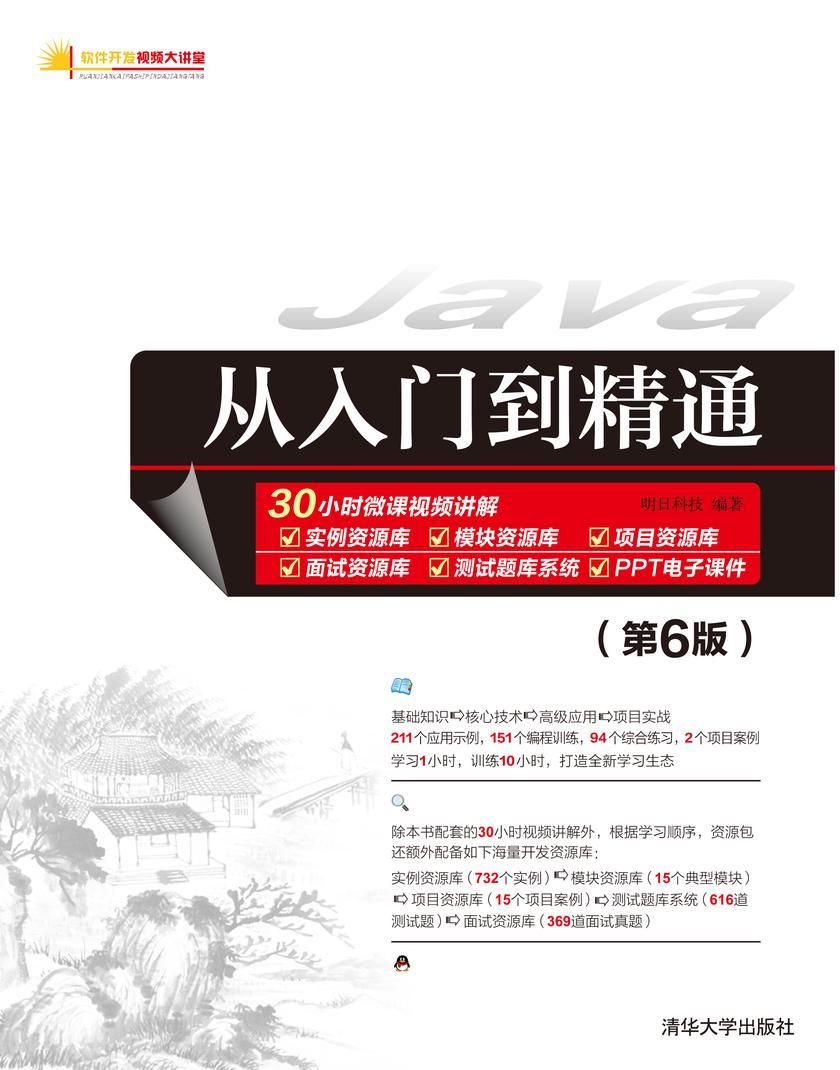 软件开发视频大讲堂
RUANJIANKAIFASHIPINDAJIANGTANG
Java
从入门到精通
30小时微课视频讲解 明日科技 编著
实例资源库 模块资源库 项目资源库
面试资源库 测试题库系统 PPT电子课件
（第6版）
基础知识⇨核心技术⇨高级应用⇨项目实战
211个应用示例，151个编程训练，94个综合练习，2个项目案例
学习1小时，训练10小时，打造全新学习生态
除本书配套的30小时视频讲解外，根据学习顺序，资源包
还额外配备如下海量开发资源库：
实例资源库（732个实例）⇨模块资源库（15个典型模块）
⇨项目资源库（15个项目案例）⇨测试题库系统（616道
测试题）⇨面试资源库（369道面试真题）
清华大学出版社